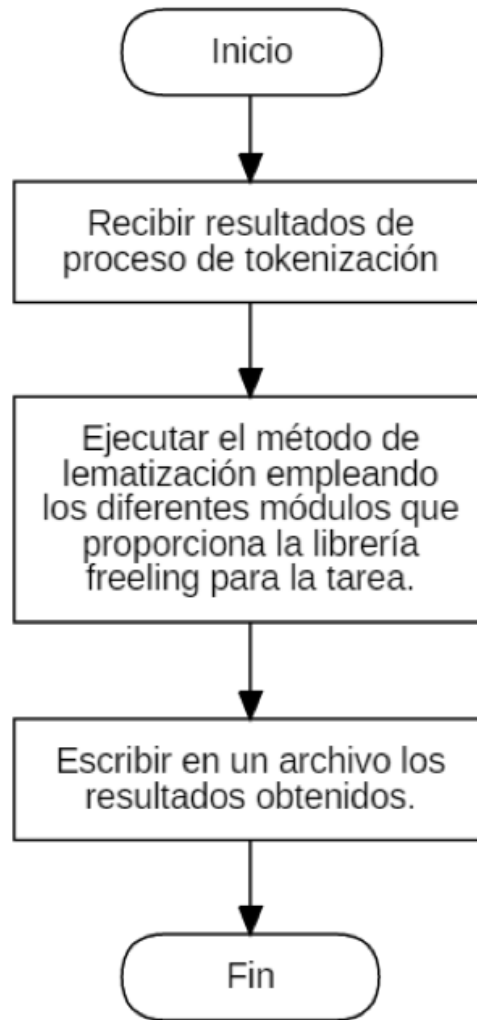 Inicio
Recibir resultados de
proceso de tokenización
Ejecutar el método de
lematización empleando
los diferentes módulos que
proporciona la librería
freeling para la tarea.
Escribir en un archivo los
resultados obtenidos.
Fin